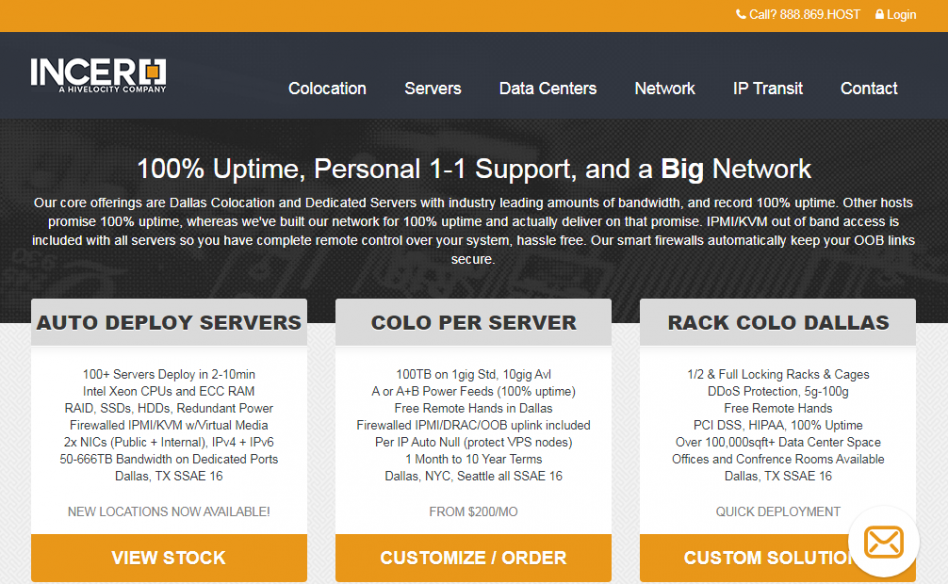 Call? 888.869.HOST Login
INCERO
A HIVELOCITY COMPANY
Colocation Servers Data Centers Network IP Transit Contact
100% Uptime, Personal 1-1 Support, and a Big Network
Our core offerings are Dallas Colocation and Dedicated Servers with industry leading amounts of bandwidth, and record 100% uptime. Other hosts
promise 100% uptime, whereas we've built our network for 100% uptime and actually deliver on that promise. IPMI/KVM out of band access is
included with all servers so you have complete remote control over your system, hassle free. Our smart firewalls automatically keep your OOB links
secure.
AUTO DEPLOY SERVERS
100+ Servers Deploy in 2-10min
Intel Xeon CPUs and ECC RAM
RAID, SSDs, HDDs, Redundant Power
Firewalled IPMI/KVM w/Virtual Media
2x NICs (Public + Internal), IPv4 + IPv6
50-666TB Bandwidth on Dedicated Ports
Dallas, TX SSAE 16
NEW LOCATIONS NOW AVAILABLE!
VIEW STOCK
COLO PER SERVER
100TB on 1gig Std, 10gig Avl
A or A+B Power Feeds (100% uptime)
Free Remote Hands in Dallas
Firewalled IPMI/DRAC/OOB uplink included
Per IP Auto Null (protect VPS nodes)
1 Month to 10 Year Terms
Dallas, NYC, Seattle all SSAE 16
FROM $200/MO
CUSTOMIZE / ORDER
RACK COLO DALLAS
1/2 & Full Locking Racks & Cages
DDoS Protection, 5g-100g
Free Remote Hands
PCI DSS, HIPAA, 100% Uptime
Over 100,000sqft+ Data Center Space
Offices and Confrence Rooms Available
Dallas, TX SSAE 16
QUICK DEPLOYMENT
CUSTOM SOLUTIO